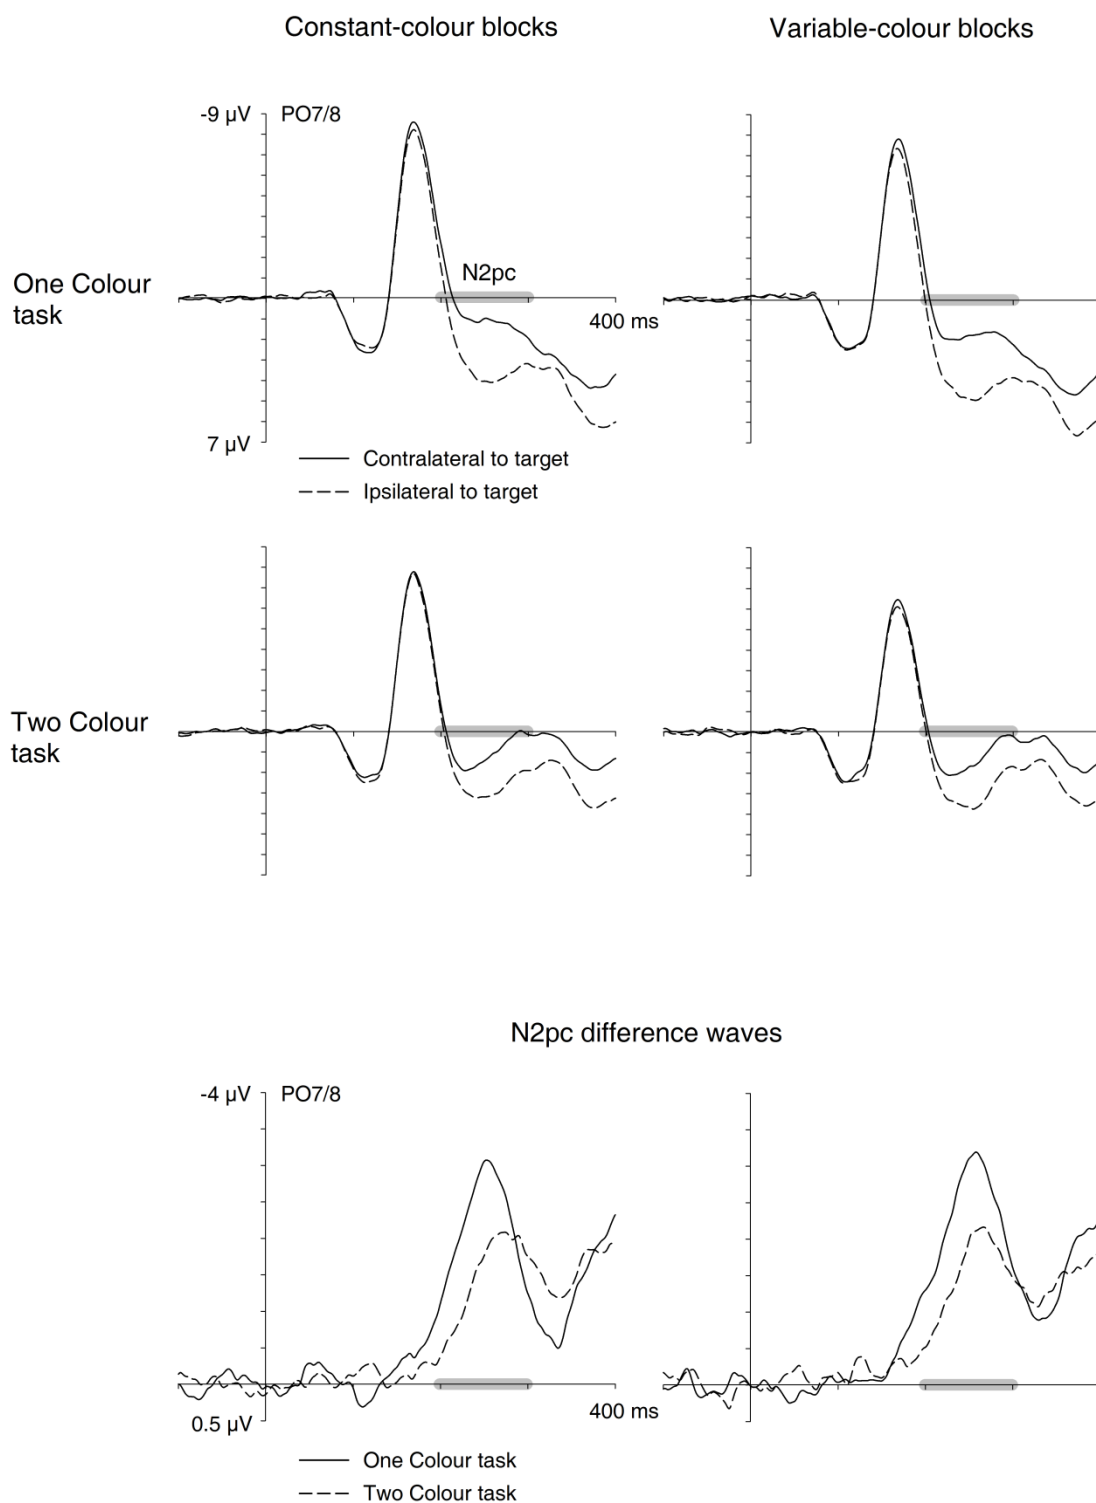 Constant-colour blocks
Variable-colour blocks
-9 µV
PO7/8
One Colour
task
N2pc
400 ms
7 µV
Contralateral to target
Ipsilateral to target
Two Colour
task
N2pc difference waves
-4 µV
PO7/8
0.5 µV
400 ms
One Colour task
Two Colour task